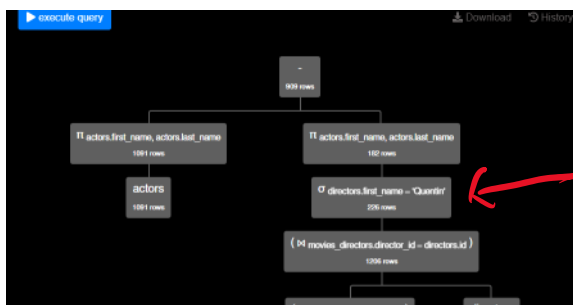 execute query
Download
History
-
909 rows
π actors.first_name, actors.last_name
1091 rows
π actors.first_name, actors.last_name
182 rows
actors
1091 rows
σ directors.first_name = 'Quentin'
226 rows
( ⋈ movies_directors.director_id = directors.id )
1206 rows